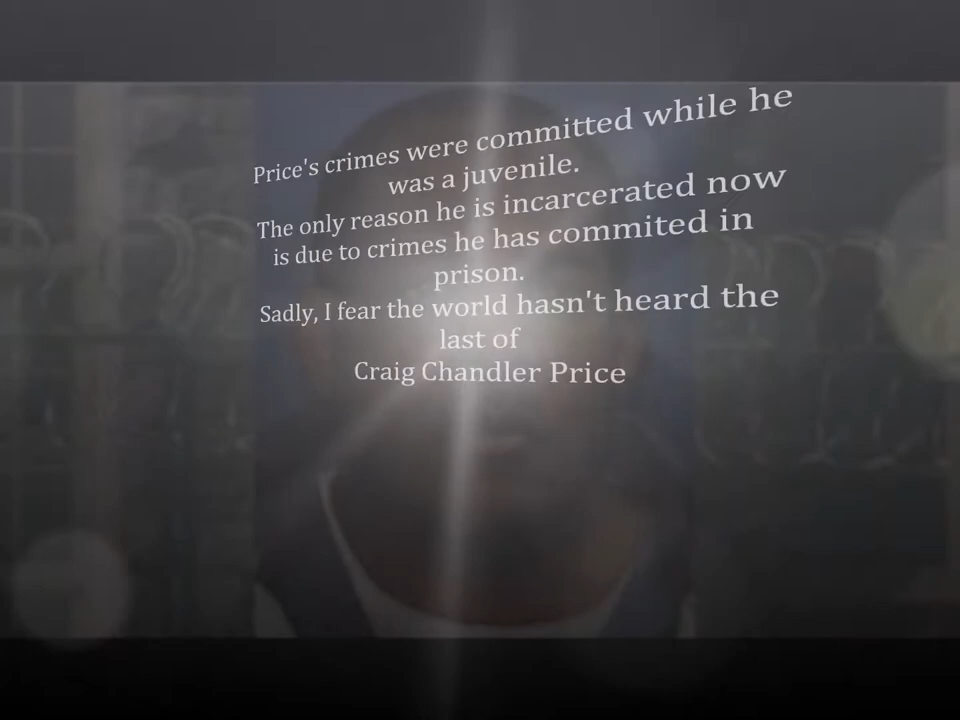 Price's crimes were committed while he
was a juvenile.
The only reason he is incarcerated now
is due to crimes he has commited in
prison.
Sadly, I fear the world hasn't heard the
last of
Craig Chandler Price